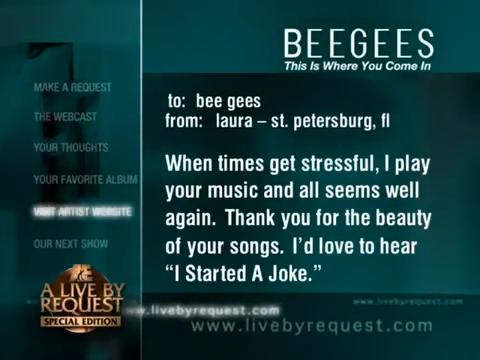 BEEGEES
This Is Where You Come In
MAKE A REQUEST
THE WEBCAST
YOUR THOUGHTS
YOUR FAVORITE ALBUM
VISIT ARTIST WEBSITE
OUR NEXT SHOW
to: bee gees
from: laura – st. petersburg, fl
When times get stressful, I play
your music and all seems well
again. Thank you for the beauty
of your songs. I'd love to hear
“I Started A Joke.”
A&E
A LIVE BY
REQUEST
SPECIAL EDITION
www.livebyrequest.com
www.livebyrequest.com
www.livebyrequest.com